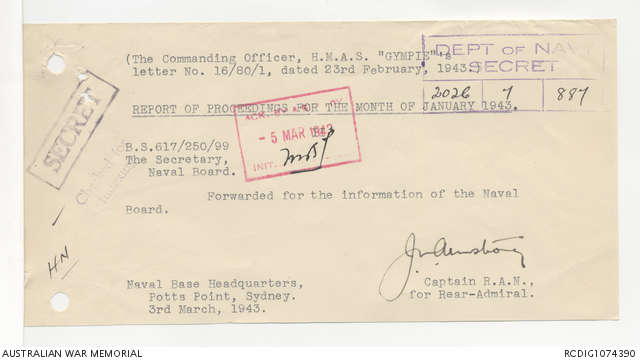 (The Commanding Officer, H.M.A.S. "GYMPIE"'s
letter No. 16/80/1, dated 23rd February, 1943.)
DEPT OF NAVY
SECRET
2026 7 887
REPORT OF PROCEEDINGS FOR THE MONTH OF JANUARY 1943.
SECRET
- 5 MAR 1943
INIT.
B.S.617/250/99
The Secretary,
Naval Board.
Forwarded for the information of the Naval
Board.
HN
J Armstrong
Naval Base Headquarters,
Potts Point, Sydney.
3rd March, 1943.
Captain R.A.N.,
for Rear-Admiral.
AUSTRALIAN WAR MEMORIAL
RCDIG1074390